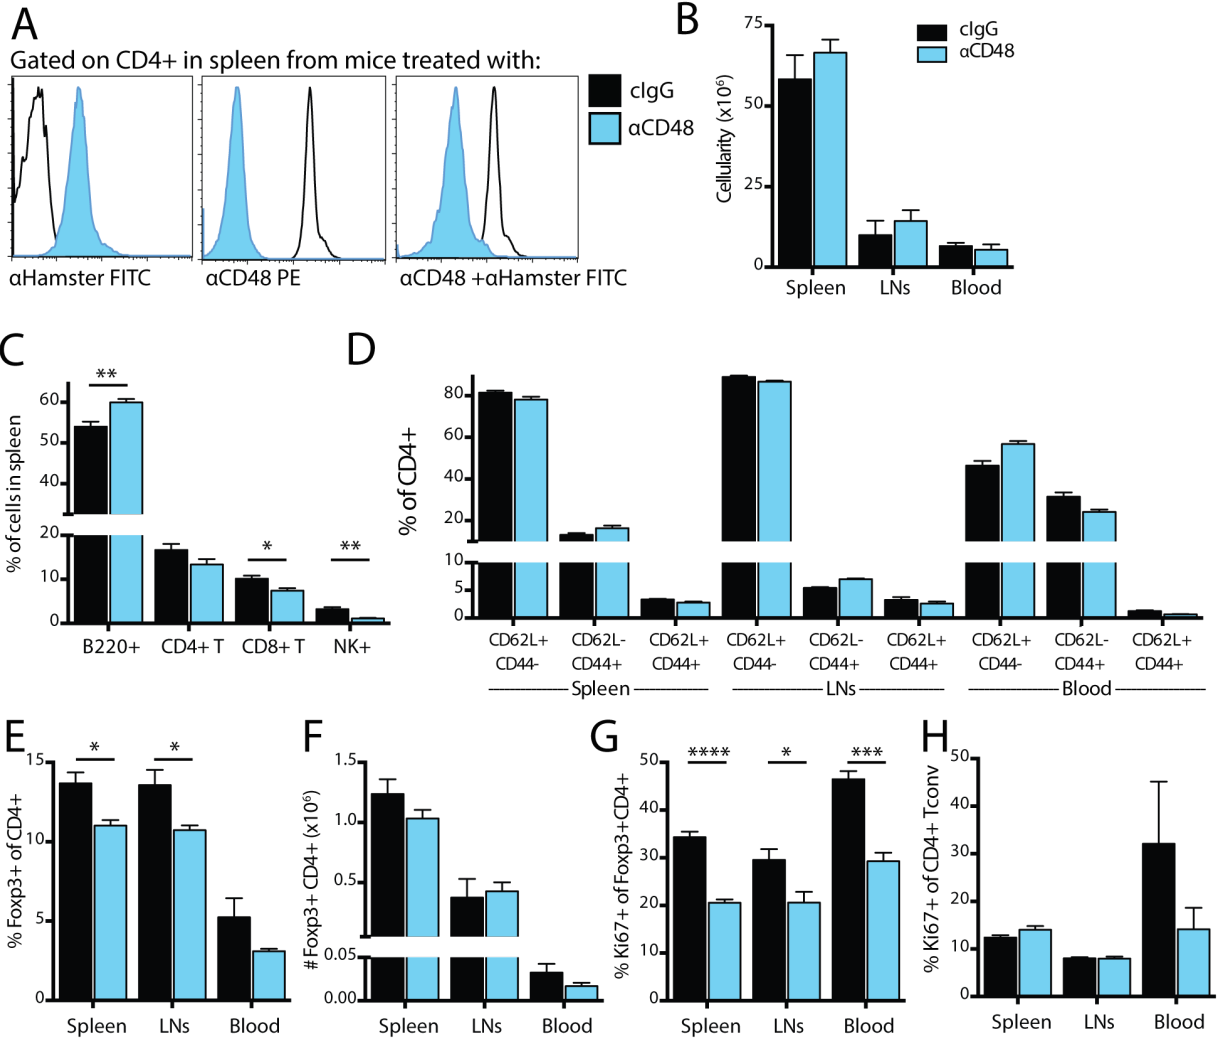 A
Gated on CD4+ in spleen from mice treated with:
cIgG
αCD48
αHamster FITC
αCD48 PE
αCD48 +αHamster FITC
B
cIgG
αCD48
Cellularity (x10⁶)
75
50
25
0
Spleen LNs Blood
C
% of cells in spleen
60
50
40
20
10
0
** * **
B220+ CD4+ T CD8+ T NK+
D
% of CD4+
80
60
40
20
10
5
0
CD62L+ CD62L- CD62L+ CD62L+ CD62L- CD62L+ CD62L+ CD62L- CD62L+
CD44- CD44+ CD44+ CD44- CD44+ CD44+ CD44- CD44+ CD44+
Spleen LNs Blood
E
% Foxp3+ of CD4+
15
10
5
0
* *
Spleen LNs Blood
F
# Foxp3+ CD4+ (x10⁶)
1.5
1.0
0.5
0.05
0.00
Spleen LNs Blood
G
% Ki67+ of Foxp3+CD4+
50
40
30
20
10
0
**** * ***
Spleen LNs Blood
H
% Ki67+ of CD4+ Tconv
50
40
30
20
10
0
Spleen LNs Blood